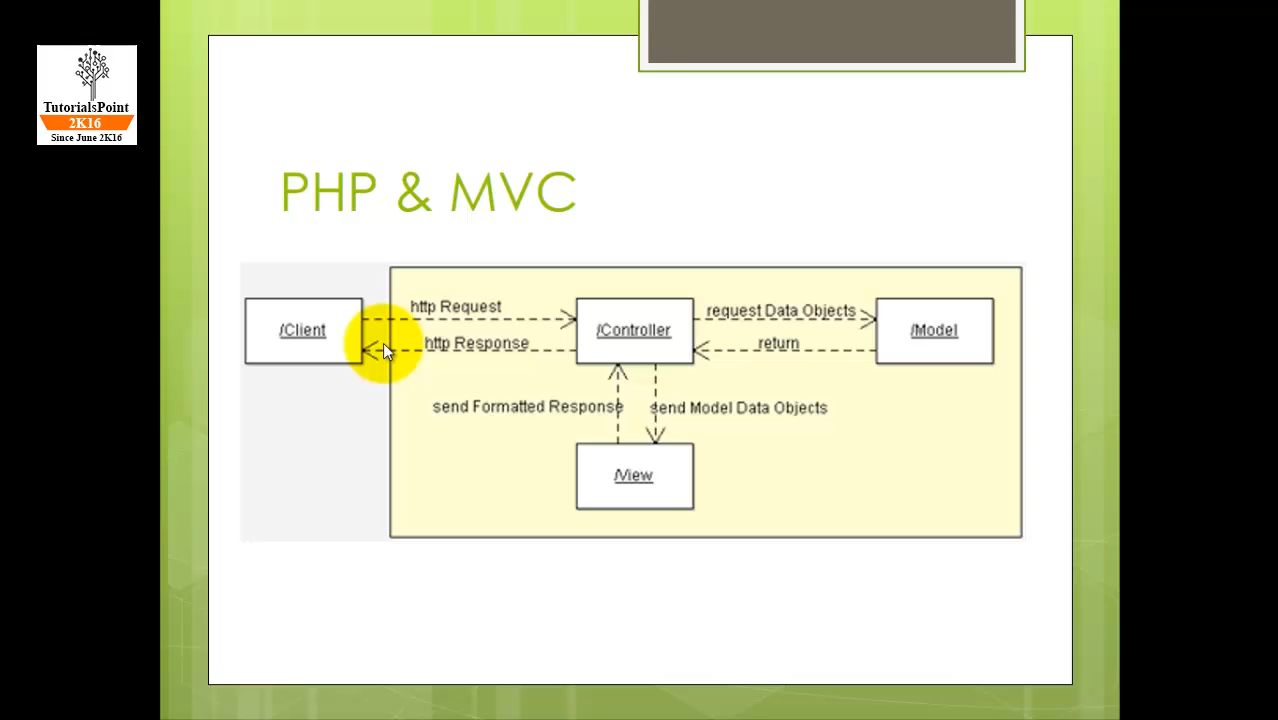 TutorialsPoint
2K16
Since June 2K16
PHP & MVC
http Request
request Data Objects
/Client
/Controller
/Model
http Response
return
send Formatted Response
send Model Data Objects
/View